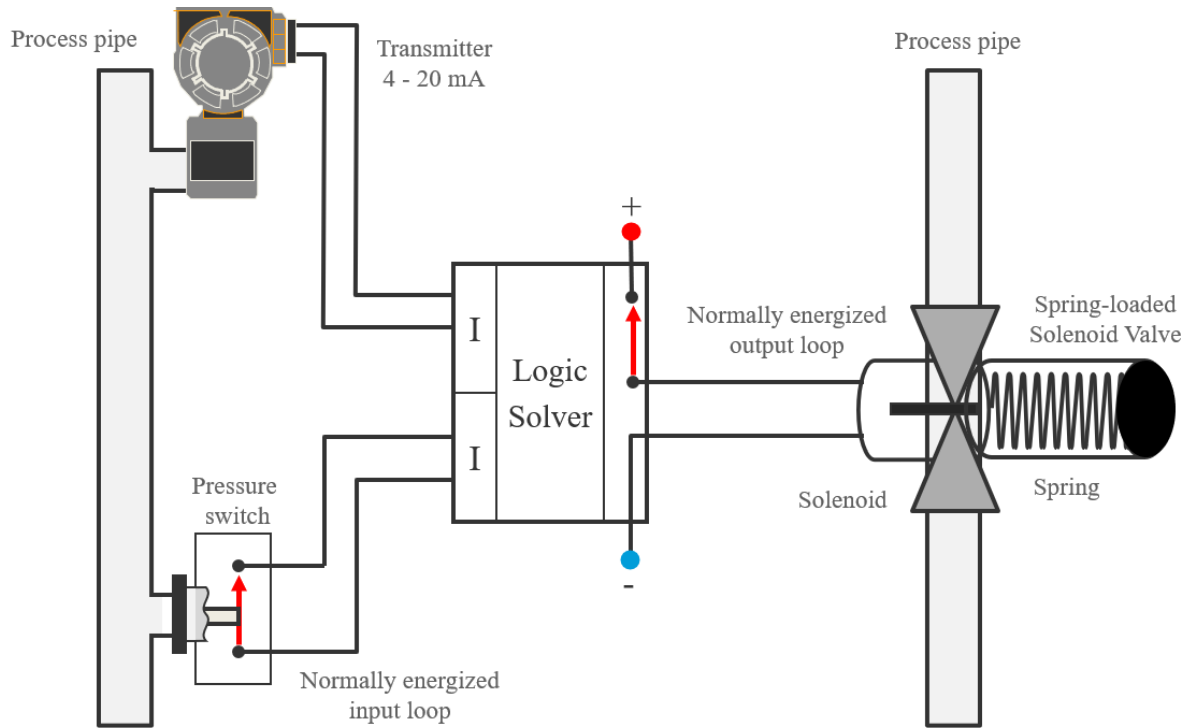 Process pipe
Transmitter
4 - 20 mA
Process pipe
+
Normally energized
output loop
Spring-loaded
Solenoid Valve
I
Logic
Solver
I
Pressure
switch
Solenoid
Spring
-
Normally energized
input loop